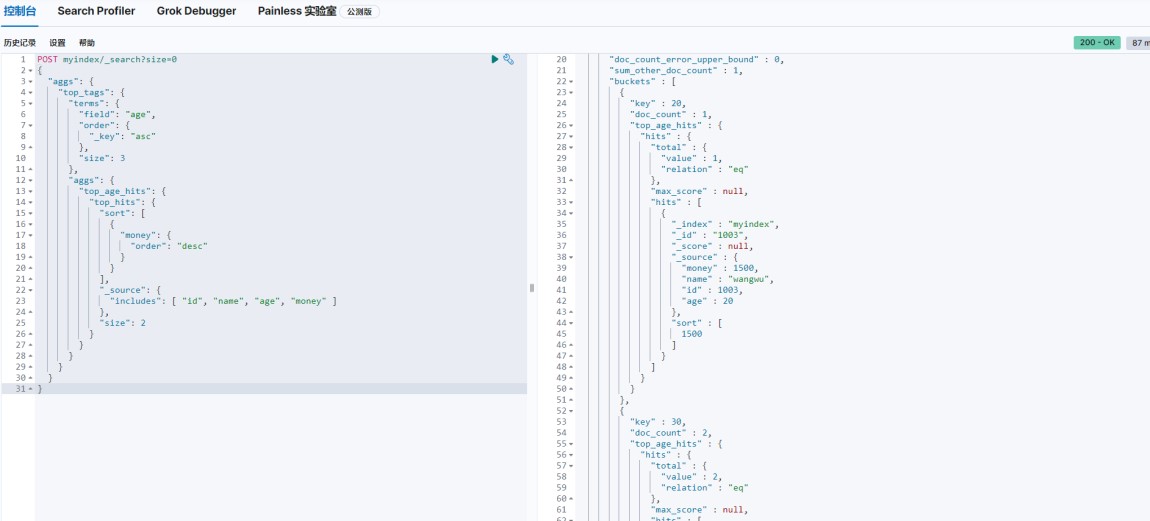 控制台 Search Profiler Grok Debugger Painless 实验室 公测版
历史记录 设置 帮助
200 - OK 87 m
1 POST myindex/_search?size=0
2 {
3 "aggs": {
4 "top_tags": {
5 "terms": {
6 "field": "age",
7 "order": {
8 "_key": "asc"
9 },
10 "size": 3
11 },
12 "aggs": {
13 "top_age_hits": {
14 "top_hits": {
15 "sort": [
16 {
17 "money": {
18 "order": "desc"
19 }
20 }
21 ],
22 "_source": {
23 "includes": [ "id", "name", "age", "money" ]
24 },
25 "size": 2
26 }
27 }
28 }
29 }
30 }
31 }
20 "doc_count_error_upper_bound" : 0,
21 "sum_other_doc_count" : 1,
22 "buckets" : [
23 {
24 "key" : 20,
25 "doc_count" : 1,
26 "top_age_hits" : {
27 "hits" : {
28 "total" : {
29 "value" : 1,
30 "relation" : "eq"
31 },
32 "max_score" : null,
33 "hits" : [
34 {
35 "_index" : "myindex",
36 "_id" : "1003",
37 "_score" : null,
38 "_source" : {
39 "money" : 1500,
40 "name" : "wangwu",
41 "id" : 1003,
42 "age" : 20
43 },
44 "sort" : [
45 1500
46 ]
47 }
48 ]
49 }
50 }
51 },
52 {
53 "key" : 30,
54 "doc_count" : 2,
55 "top_age_hits" : {
56 "hits" : {
57 "total" : {
58 "value" : 2,
59 "relation" : "eq"
60 },
61 "max_score" : null,
62 "hits" : [